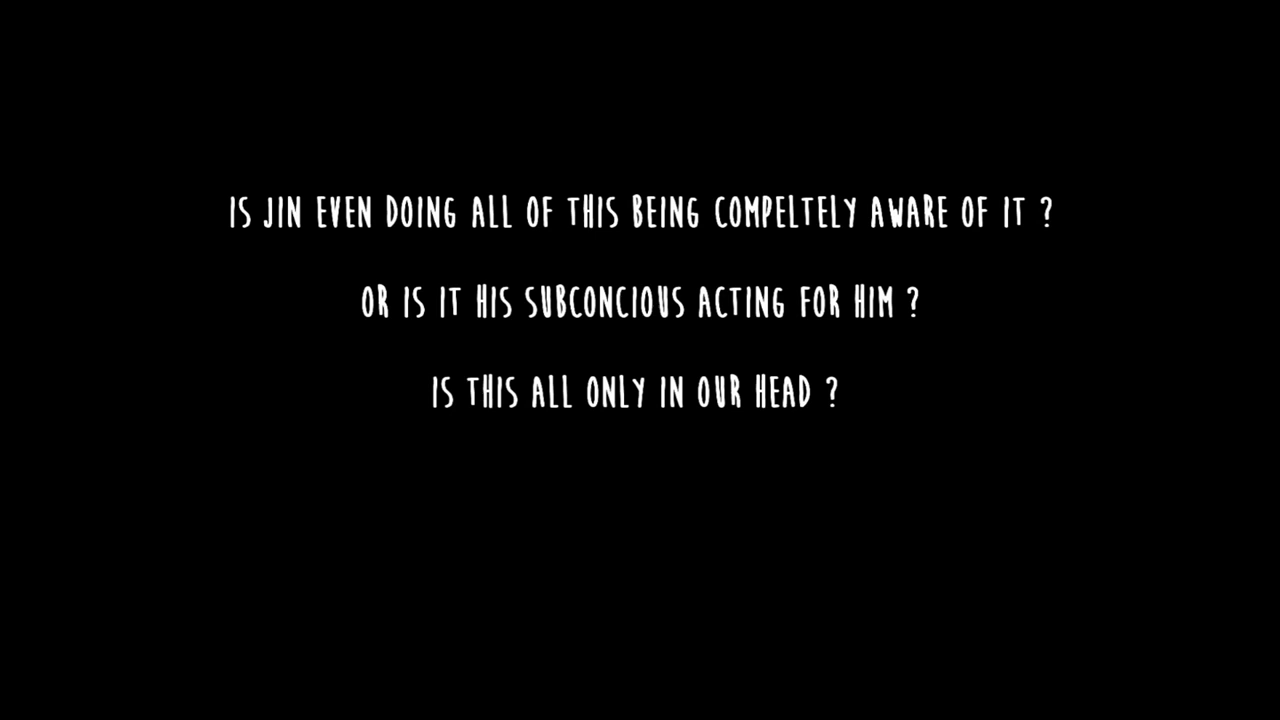 IS JIN EVEN DOING ALL OF THIS BEING COMPELTELY AWARE OF IT ?
OR IS IT HIS SUBCONCIOUS ACTING FOR HIM ?
IS THIS ALL ONLY IN OUR HEAD ?